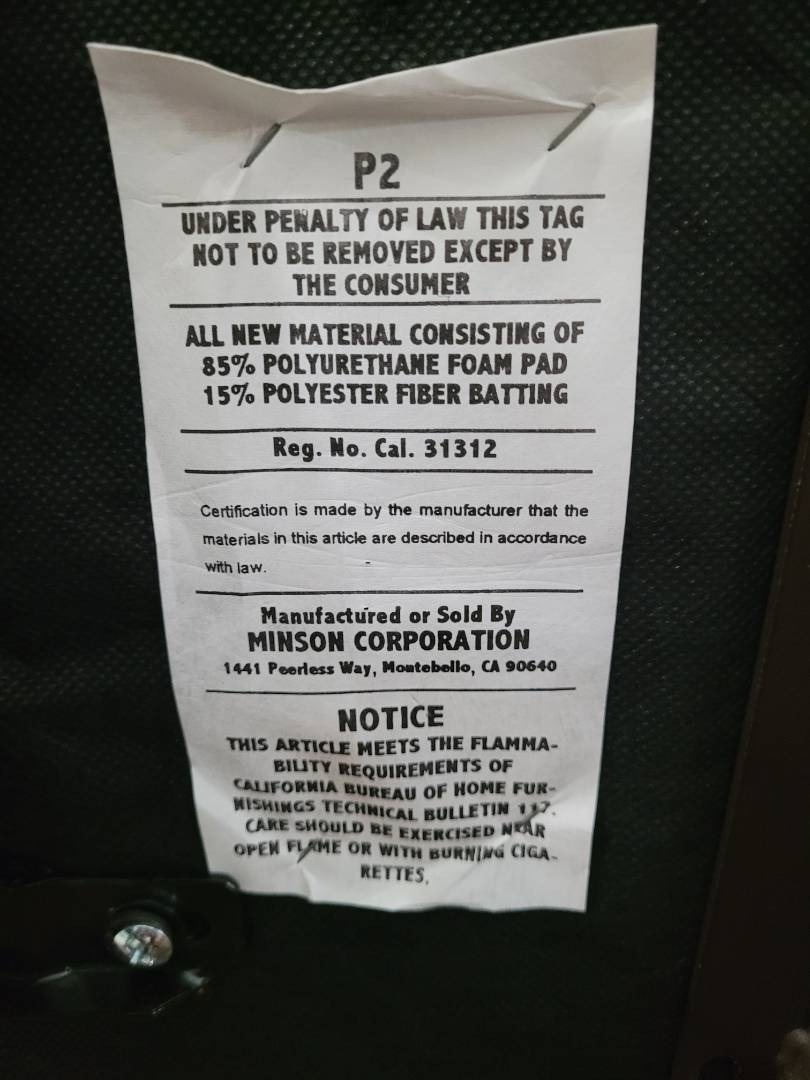 P2
UNDER PENALTY OF LAW THIS TAG
NOT TO BE REMOVED EXCEPT BY
THE CONSUMER
ALL NEW MATERIAL CONSISTING OF
85% POLYURETHANE FOAM PAD
15% POLYESTER FIBER BATTING
Reg. No. Cal. 31312
Certification is made by the manufacturer that the
materials in this article are described in accordance
with law.
Manufactured or Sold By
MINSON CORPORATION
1441 Peerless Way, Montebello, CA 90640
NOTICE
THIS ARTICLE MEETS THE FLAMMA-
BILITY REQUIREMENTS OF
CALIFORNIA BUREAU OF HOME FUR-
NISHINGS TECHNICAL BULLETIN 117.
CARE SHOULD BE EXERCISED NEAR
OPEN FLAME OR WITH BURNING CIGA-
RETTES.